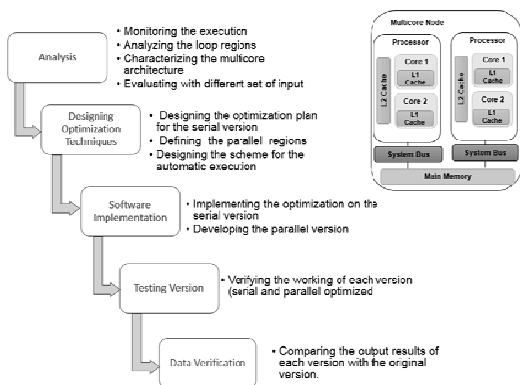 Analysis
• Monitoring the execution
• Analyzing the loop regions
• Characterizing the multicore
architecture
• Evaluating with different set of input
Designing
Optimization
Techniques
• Designing the optimization plan
for the serial version
• Defining the parallel regions
• Designing the scheme for the
automatic execution
Software
Implementation
• Implementing the optimization on the
serial version
• Developing the parallel version
Testing Version
• Verifying the working of each version
(serial and parallel optimized
Data Verification
• Comparing the output results of
each version with the original
version.
Multicore Node
Processor
L2 Cache
Core 1
L1
Cache
Core 2
L1
Cache
System Bus
Processor
L2 Cache
Core 1
L1
Cache
Core 2
L1
Cache
System Bus
Main Memory